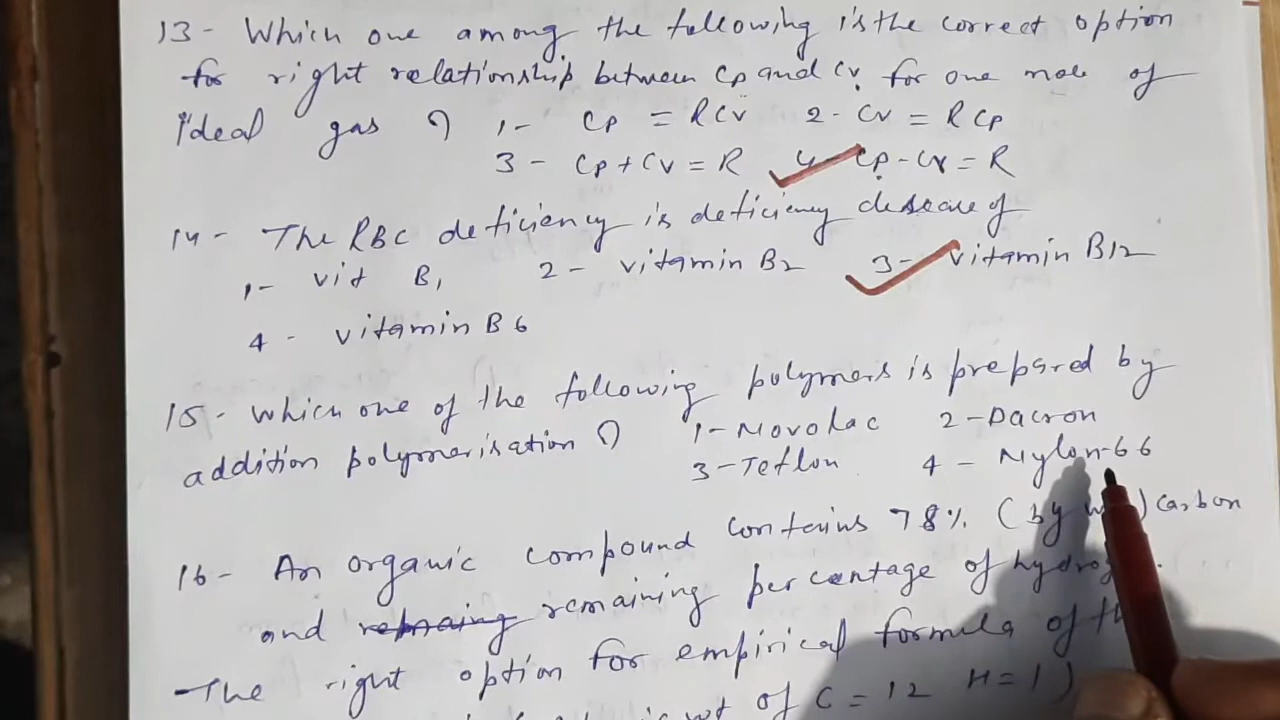 13- Which one among the following is the correct option
for right relationship between Cp and Cv for one mole of
ideal gas ? 1- Cp = RCv 2- Cv = RCp
3- Cp + Cv = R 4- Cp - Cv = R
14- The RBC deficiency is deficiency desease of
1- vit B1 2- vitamin B2 3- vitamin B12
4- vitamin B6
15- Which one of the following polymers is prepared by
addition polymerisation ? 1- Novolac 2- Dacron
3- Teflon 4- Nylon-66
16- An organic compound contains 78% (by ) carbon
and remaining percentage of
The right option for empirical formula of
wt of C = 12 H = 1)